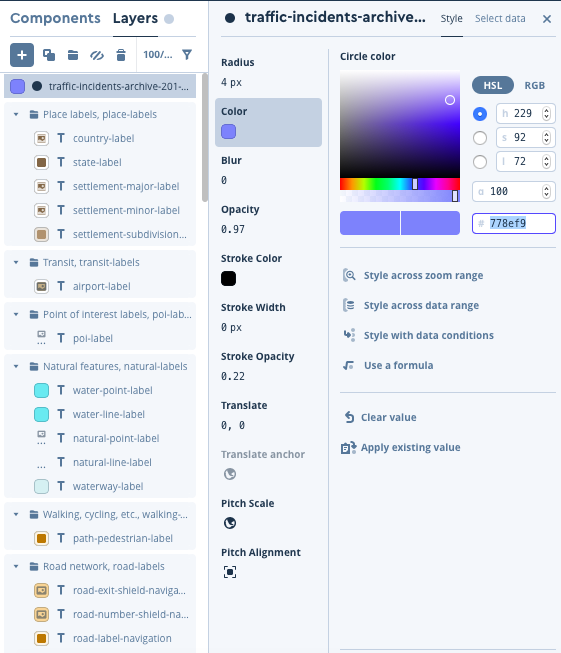 Components Layers
100/...
traffic-incidents-archive-201-...
Place labels, place-labels
T country-label
T state-label
T settlement-major-label
T settlement-minor-label
T settlement-subdivision...
Transit, transit-labels
T airport-label
Point of interest labels, poi-lab...
T poi-label
Natural features, natural-labels
T water-point-label
T water-line-label
T natural-point-label
T natural-line-label
T waterway-label
Walking, cycling, etc., walking-...
T path-pedestrian-label
Road network, road-labels
T road-exit-shield-naviga...
T road-number-shield-na...
T road-label-navigation
traffic-incidents-archive... Style Select data
Radius
4 px
Color
Blur
0
Opacity
0.97
Stroke Color
Stroke Width
0 px
Stroke Opacity
0.22
Translate
0, 0
Translate anchor
Pitch Scale
Pitch Alignment
Circle color
HSL RGB
h 229
s 92
l 72
a 100
# 778ef9
Style across zoom range
Style across data range
Style with data conditions
Use a formula
Clear value
Apply existing value